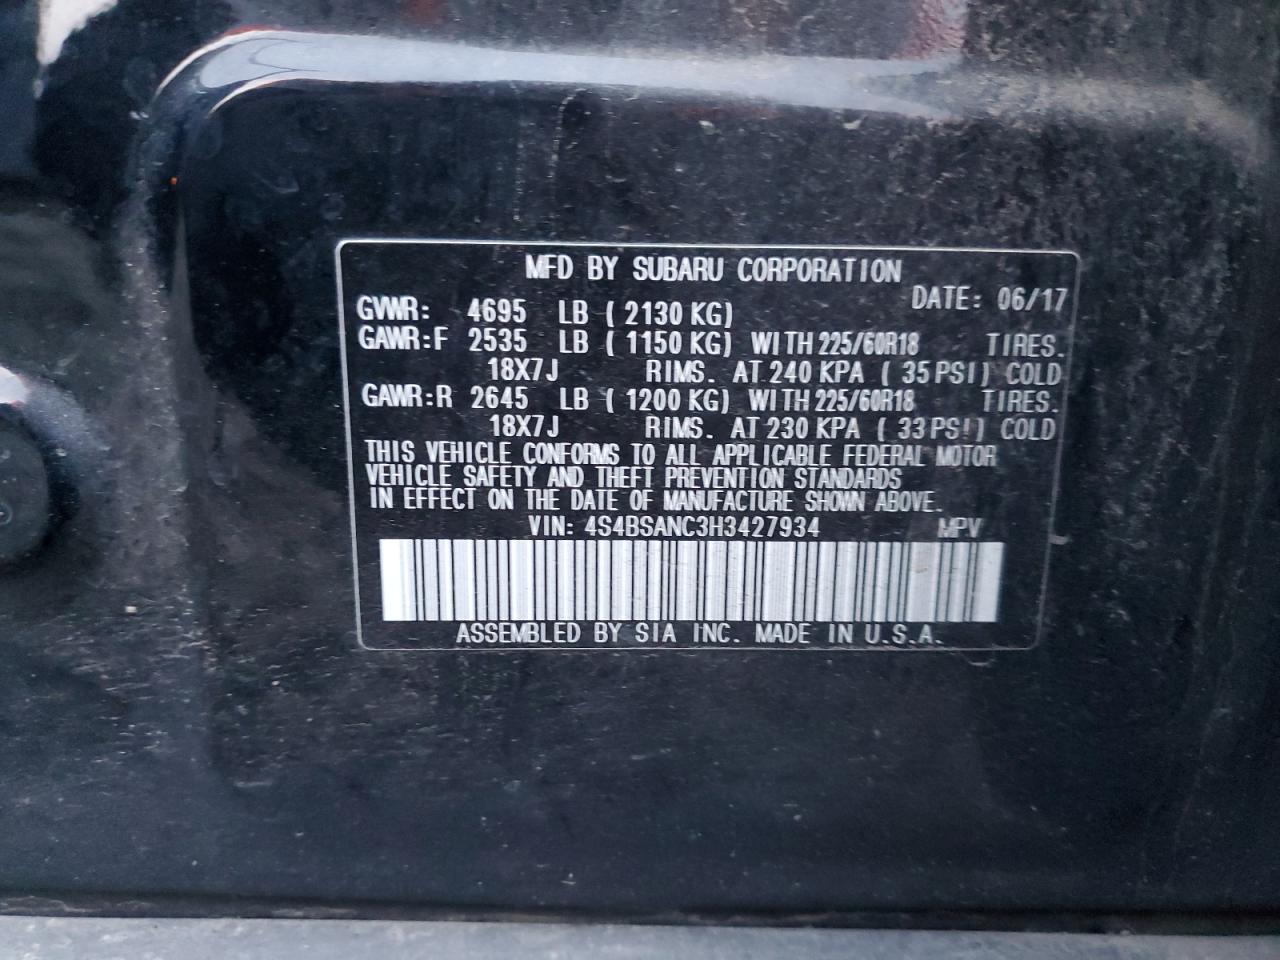 MFD BY SUBARU CORPORATION
DATE: 06/17
GVWR: 4695 LB ( 2130 KG)
GAWR:F 2535 LB ( 1150 KG) WITH 225/60R18 TIRES.
18X7J RIMS. AT 240 KPA ( 35 PSI) COLD
GAWR:R 2645 LB ( 1200 KG) WITH 225/60R18 TIRES.
18X7J RIMS. AT 230 KPA ( 33 PSI) COLD
THIS VEHICLE CONFORMS TO ALL APPLICABLE FEDERAL MOTOR
VEHICLE SAFETY AND THEFT PREVENTION STANDARDS
IN EFFECT ON THE DATE OF MANUFACTURE SHOWN ABOVE.
VIN: 4S4BSANC3H3427934 MPV
ASSEMBLED BY SIA INC. MADE IN U.S.A.